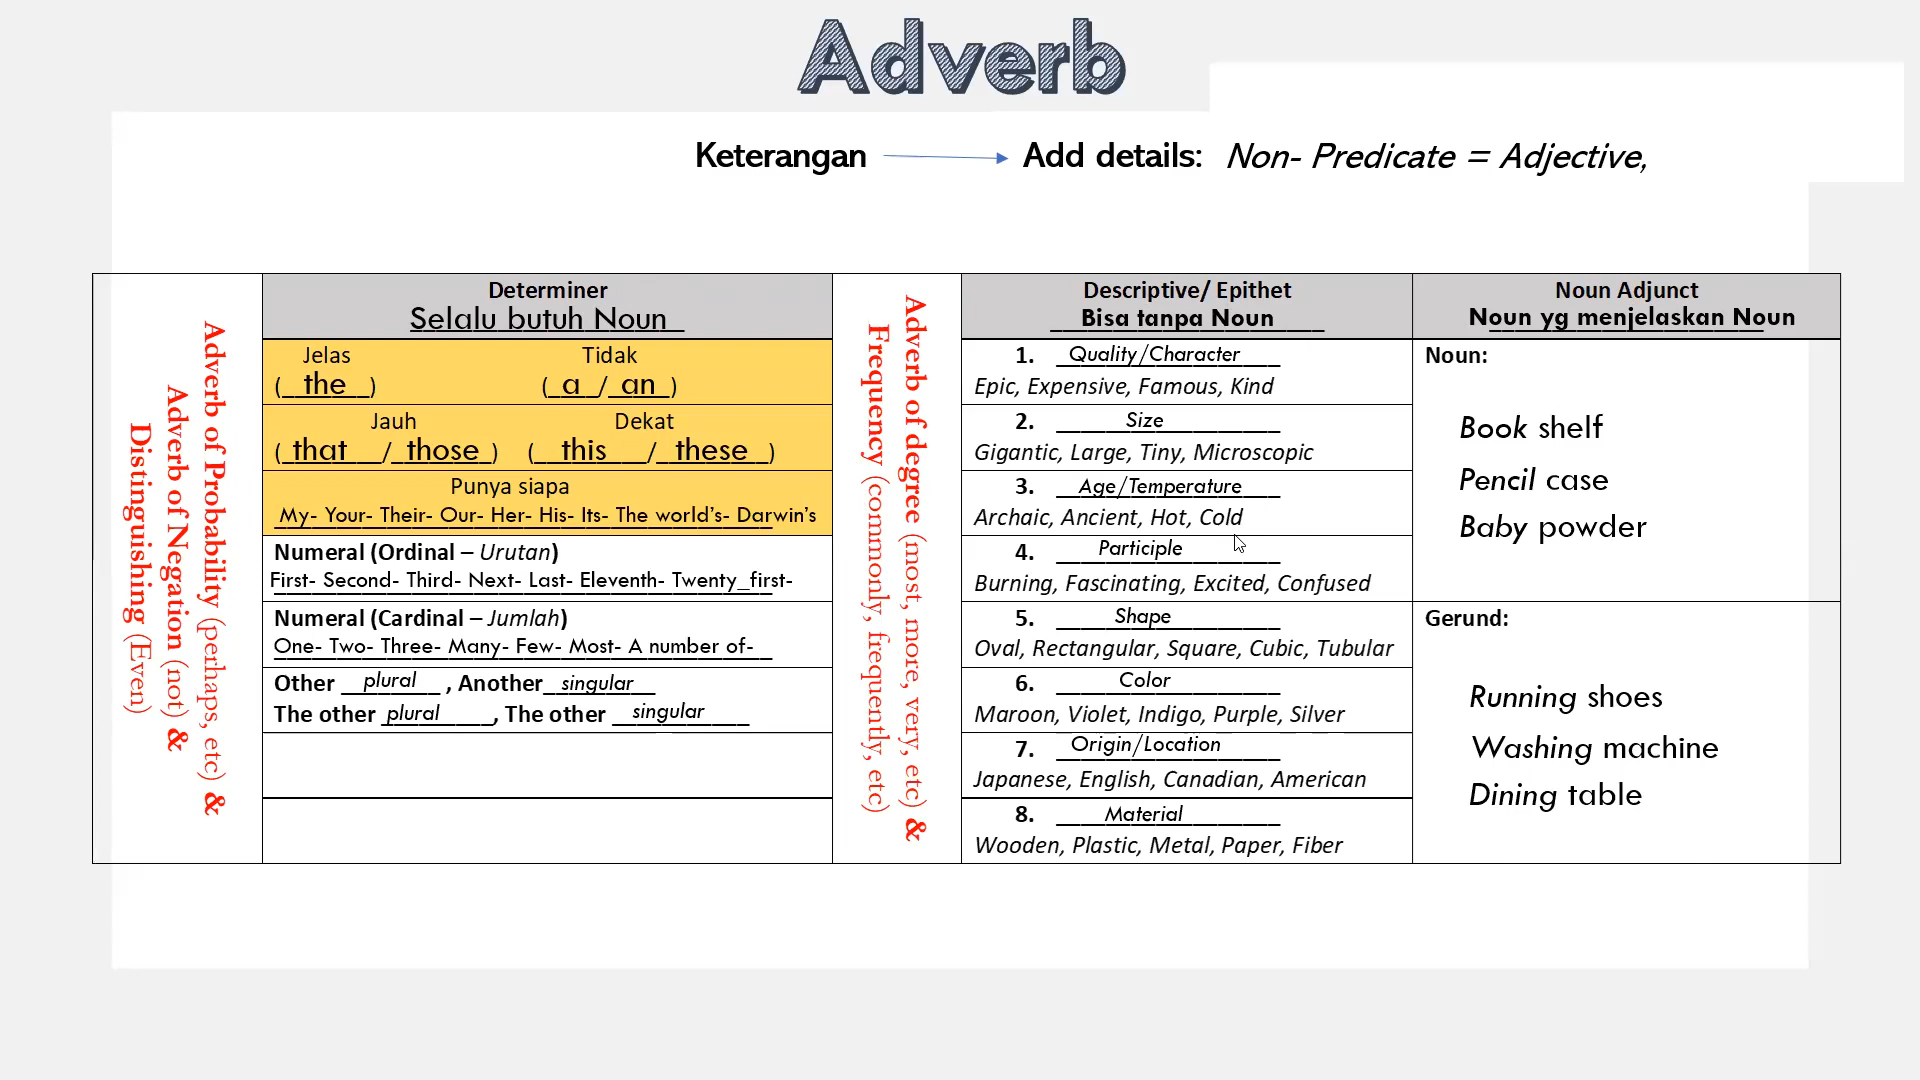 Adverb
Keterangan Add details: Non- Predicate = Adjective,
Adverb of Probability (perhaps, etc) &
Adverb of Negation (not) &
Distinguishing (Even)
Determiner
Selalu butuh Noun
Jelas Tidak
(__the__) (_a_/_an_)
Jauh Dekat
(_that__/_those_) (__this__/_these__)
Punya siapa
My- Your- Their- Our- Her- His- Its- The world's- Darwin's
Numeral (Ordinal – Urutan)
First- Second- Third- Next- Last- Eleventh- Twenty_first-
Numeral (Cardinal – Jumlah)
One- Two- Three- Many- Few- Most- A number of-
Other plural , Another singular
The other plural, The other singular
Adverb of degree (most, more, very, etc) &
Frequency (commonly, frequently, etc)
Descriptive/ Epithet
Bisa tanpa Noun
1. Quality/Character
Epic, Expensive, Famous, Kind
2. Size
Gigantic, Large, Tiny, Microscopic
3. Age/Temperature
Archaic, Ancient, Hot, Cold
4. Participle
Burning, Fascinating, Excited, Confused
5. Shape
Oval, Rectangular, Square, Cubic, Tubular
6. Color
Maroon, Violet, Indigo, Purple, Silver
7. Origin/Location
Japanese, English, Canadian, American
8. Material
Wooden, Plastic, Metal, Paper, Fiber
Noun Adjunct
Noun yg menjelaskan Noun
Noun:
Book shelf
Pencil case
Baby powder
Gerund:
Running shoes
Washing machine
Dining table